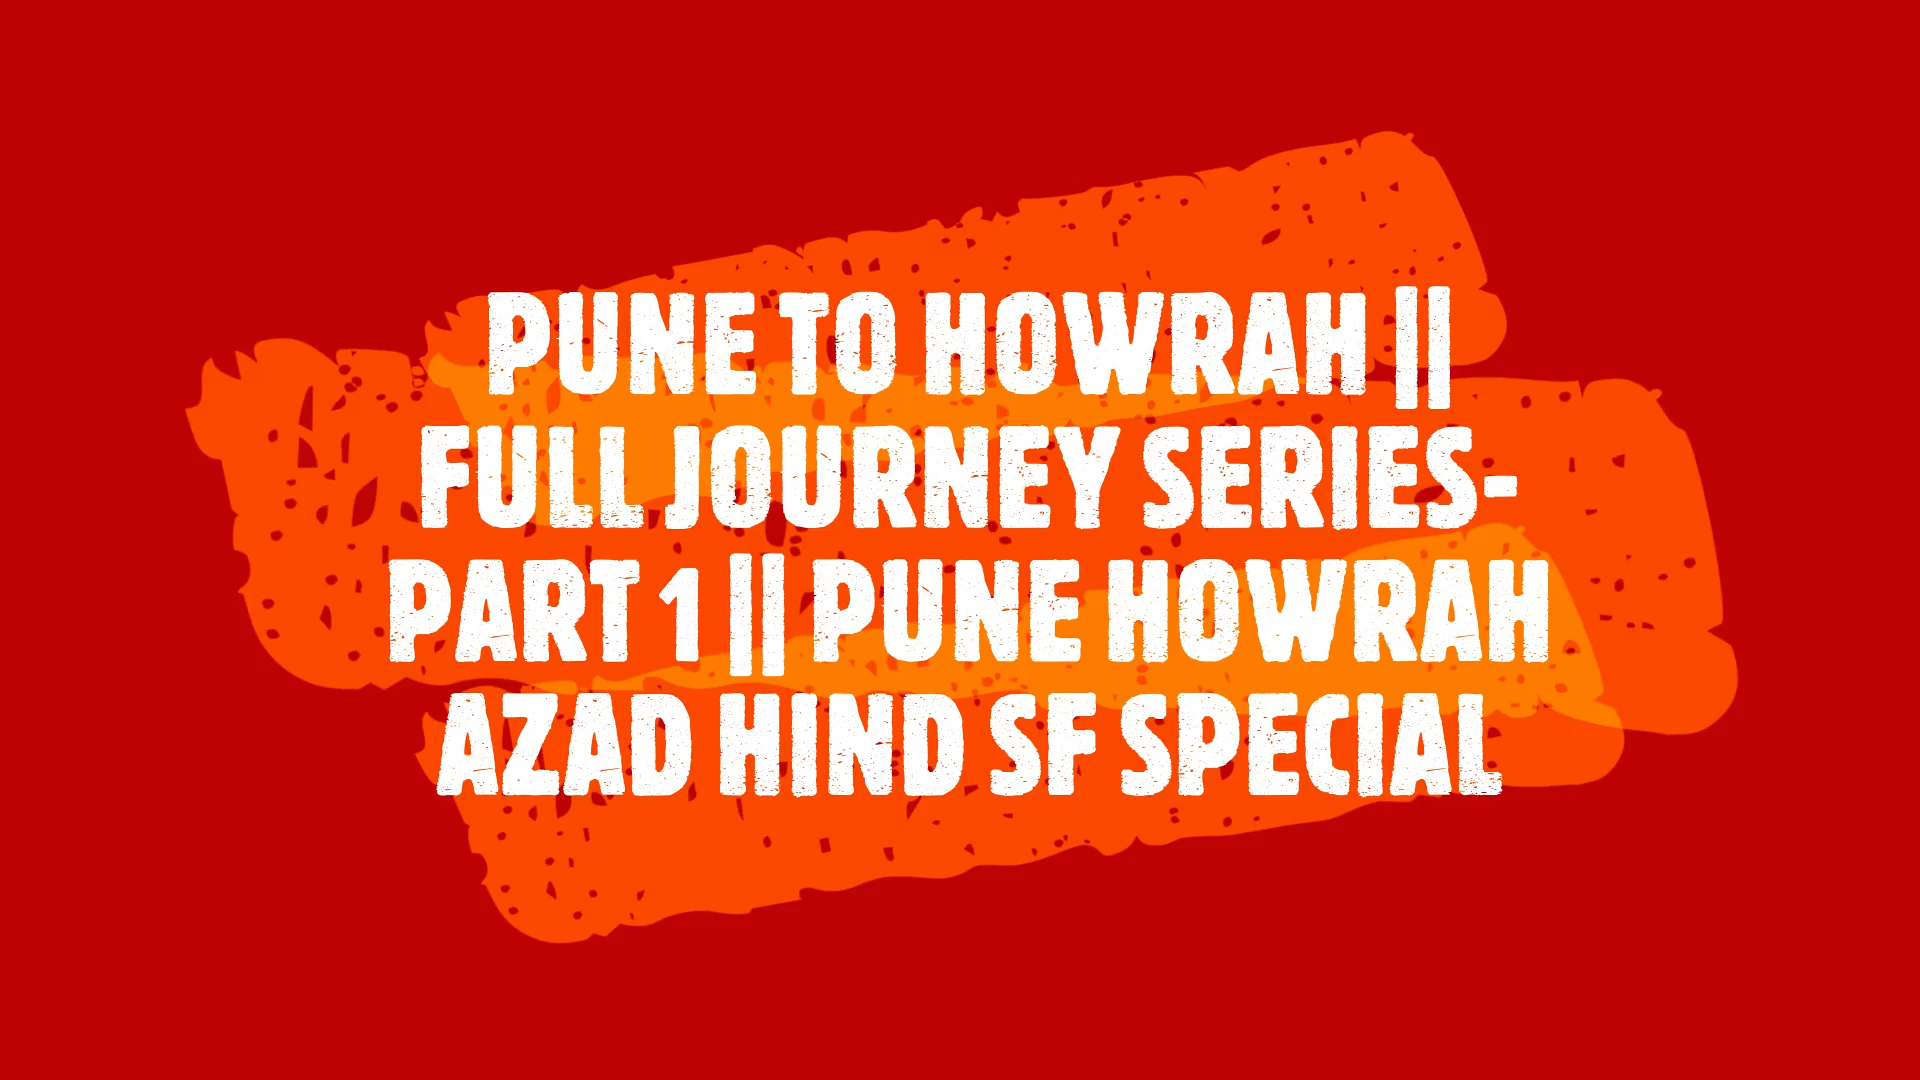 PUNE TO HOWRAH ||
FULL JOURNEY SERIES-
PART 1 || PUNE HOWRAH
AZAD HIND SF SPECIAL